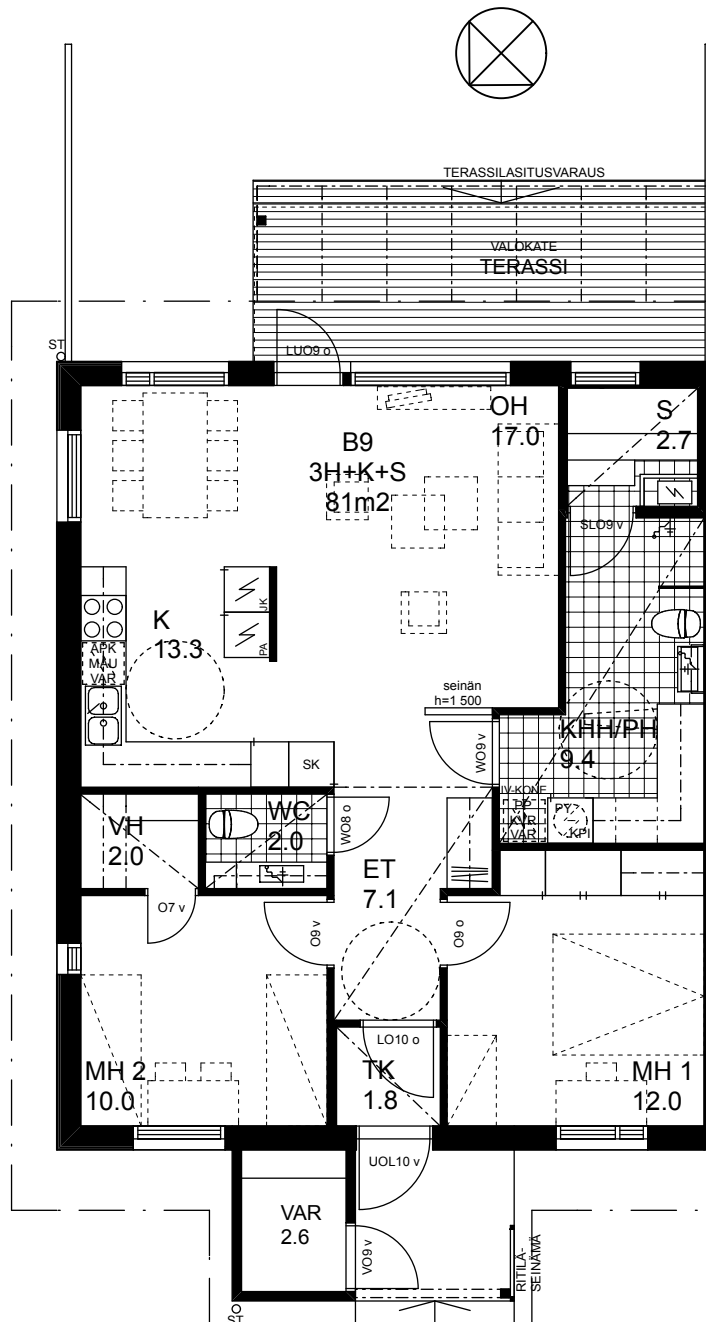 TERASSILASITUSVARAUS
VALOKATE
TERASSI
ST
LUO9 o
OH
17.0
S
2.7
B9
3H+K+S
81m2
SLO9 v
JK
PA
K
13.3
APK
MAU
VAR
seinän
h=1 500
WO9 v
KHH/PH
9.4
SK
IV-KONE
PP
KVR
VAR
PY
KPI
VH
2.0
WC
2.0
WO8 o
ET
7.1
O7 v
O9 v
O9 o
LO10 o
MH 2
10.0
TK
1.8
MH 1
12.0
UOL10 v
VAR
2.6
VO9 v
RITILÄ-
SEINÄMÄ
ST